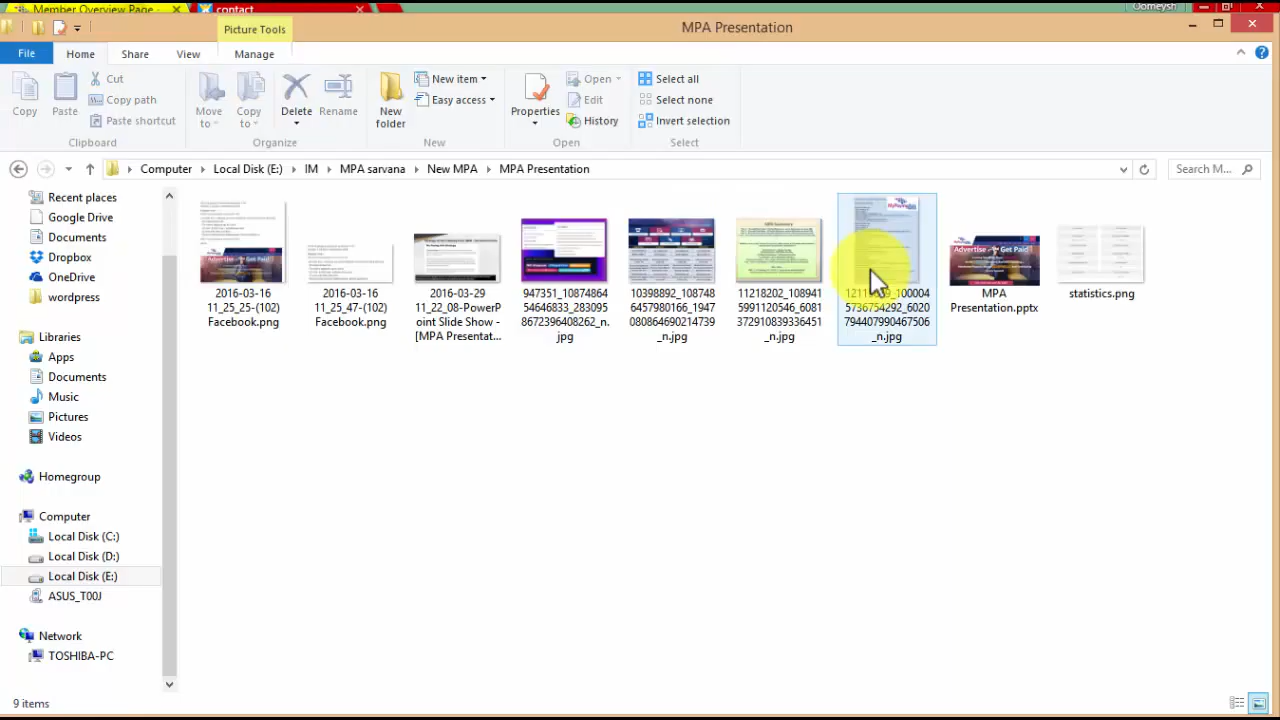 Member Overview Page
contact
Oomeysh
Picture Tools
MPA Presentation
File
Home
Share
View
Manage
Copy
Paste
Cut
Copy path
Paste shortcut
Clipboard
Move to
Copy to
Delete
Rename
Organize
New folder
New item
Easy access
New
Properties
Open
Edit
History
Open
Select all
Select none
Invert selection
Select
Computer
Local Disk (E:)
IM
MPA sarvana
New MPA
MPA Presentation
Search M...
Recent places
Google Drive
Documents
Dropbox
OneDrive
wordpress
Libraries
Apps
Documents
Music
Pictures
Videos
Homegroup
Computer
Local Disk (C:)
Local Disk (D:)
Local Disk (E:)
ASUS_T00J
Network
TOSHIBA-PC
2016-03-16
11_25_25-(102)
Facebook.png
2016-03-16
11_25_47-(102)
Facebook.png
2016-03-29
11_22_08-PowerP
oint Slide Show -
[MPA Presentat...
947351_10874864
54646833_283095
8672396408262_n.
jpg
10398892_108748
6457980166_1947
080864690214739
_n.jpg
11218202_108941
5991120546_6081
372910839336451
_n.jpg
5736754292_6020
794407990467506
_n.jpg
Advertise
Get Paid
MPA
Presentation.pptx
statistics.png
9 items